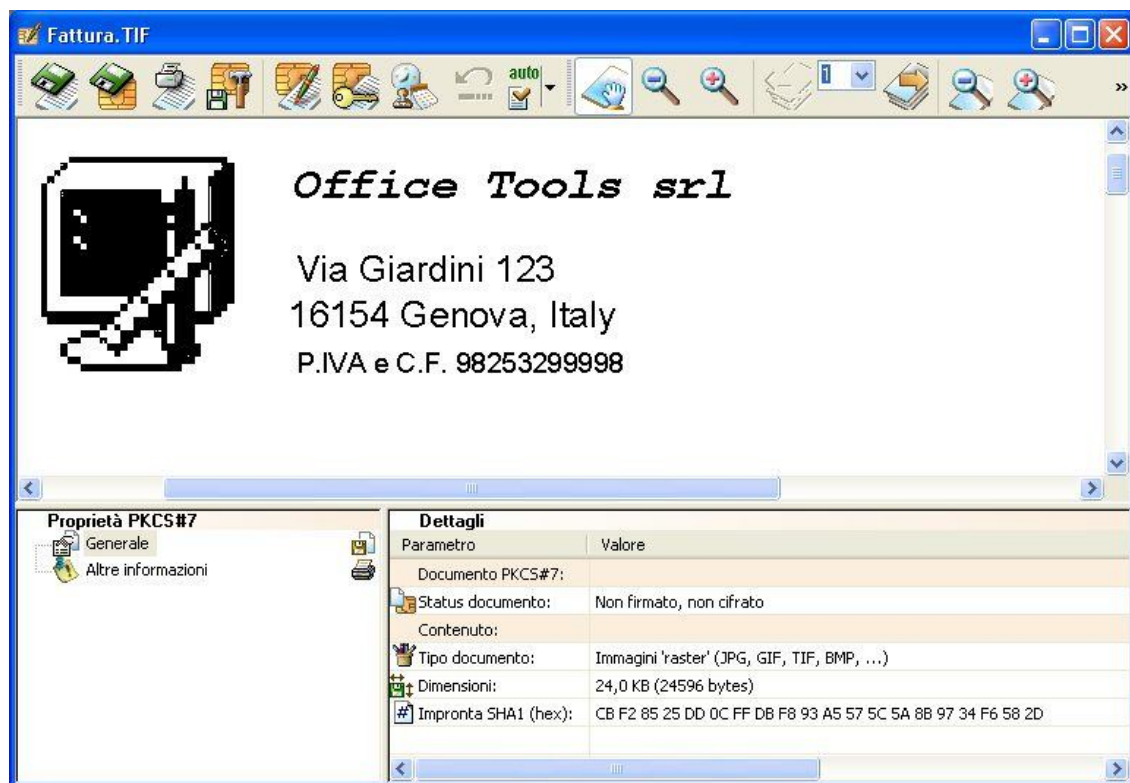 Fattura.TIF
auto
1
»
Office Tools srl
Via Giardini 123
16154 Genova, Italy
P.IVA e C.F. 98253299998
Proprietà PKCS#7
Generale
Altre informazioni
Dettagli
Parametro Valore
Documento PKCS#7:
Status documento: Non firmato, non cifrato
Contenuto:
Tipo documento: Immagini 'raster' (JPG, GIF, TIF, BMP, ...)
Dimensioni: 24,0 KB (24596 bytes)
# Impronta SHA1 (hex): CB F2 85 25 DD 0C FF DB F8 93 A5 57 5C 5A 8B 97 34 F6 58 2D